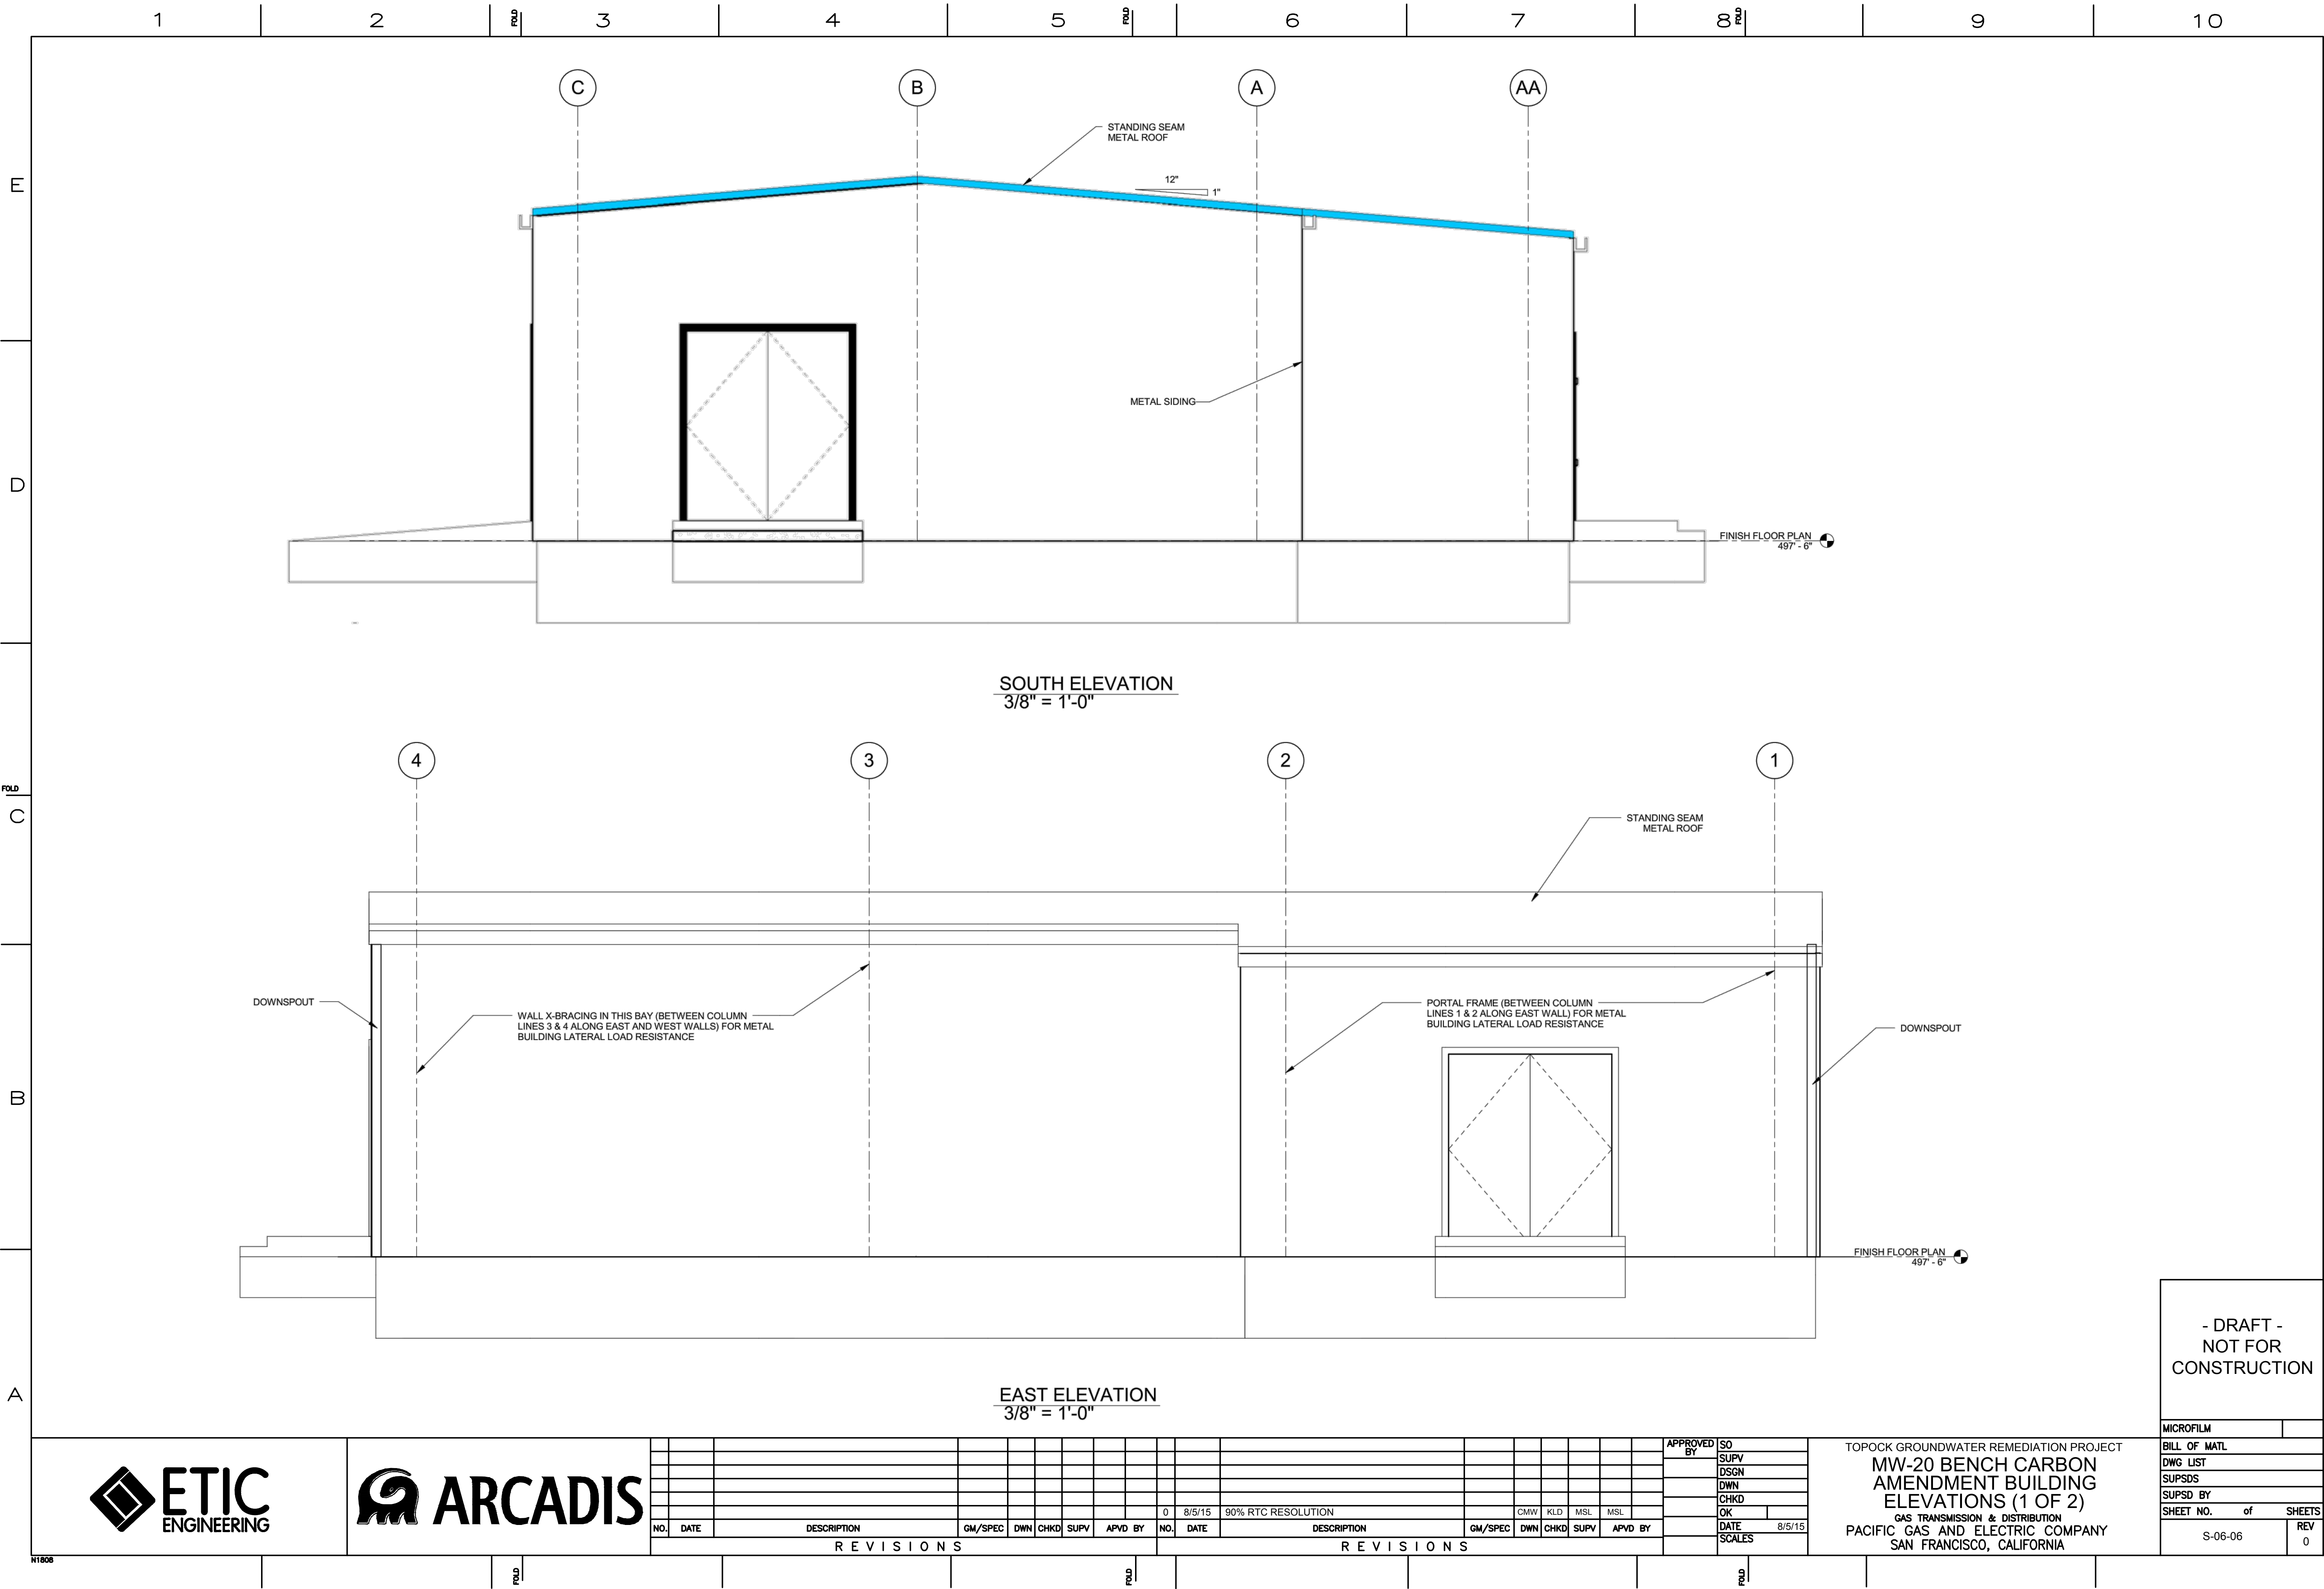 1 2 FOLD 3 4 5 FOLD 6 7 8 FOLD 9 10
C B A AA
STANDING SEAM
METAL ROOF
12"
1"
E
METAL SIDING
D
FINISH FLOOR PLAN
497' - 6"
SOUTH ELEVATION
3/8" = 1'-0"
4 3 2 1
FOLD
C
STANDING SEAM
METAL ROOF
DOWNSPOUT
WALL X-BRACING IN THIS BAY (BETWEEN COLUMN
LINES 3 & 4 ALONG EAST AND WEST WALLS) FOR METAL
BUILDING LATERAL LOAD RESISTANCE
PORTAL FRAME (BETWEEN COLUMN
LINES 1 & 2 ALONG EAST WALL) FOR METAL
BUILDING LATERAL LOAD RESISTANCE
DOWNSPOUT
B
FINISH FLOOR PLAN
497' - 6"
A
EAST ELEVATION
3/8" = 1'-0"
- DRAFT -
NOT FOR
CONSTRUCTION
ETIC
ENGINEERING
ARCADIS
0 8/5/15 90% RTC RESOLUTION CMW KLD MSL MSL
NO. DATE DESCRIPTION GM/SPEC DWN CHKD SUPV APVD BY NO. DATE DESCRIPTION GM/SPEC DWN CHKD SUPV APVD BY
REVISIONS REVISIONS
APPROVED
BY
SO
SUPV
DSGN
DWN
CHKD
OK
DATE 8/5/15
SCALES
TOPOCK GROUNDWATER REMEDIATION PROJECT
MW-20 BENCH CARBON
AMENDMENT BUILDING
ELEVATIONS (1 OF 2)
GAS TRANSMISSION & DISTRIBUTION
PACIFIC GAS AND ELECTRIC COMPANY
SAN FRANCISCO, CALIFORNIA
MICROFILM
BILL OF MATL
DWG LIST
SUPSDS
SUPSD BY
SHEET NO. of SHEETS
S-06-06
REV
0
N1808
FOLD FOLD FOLD